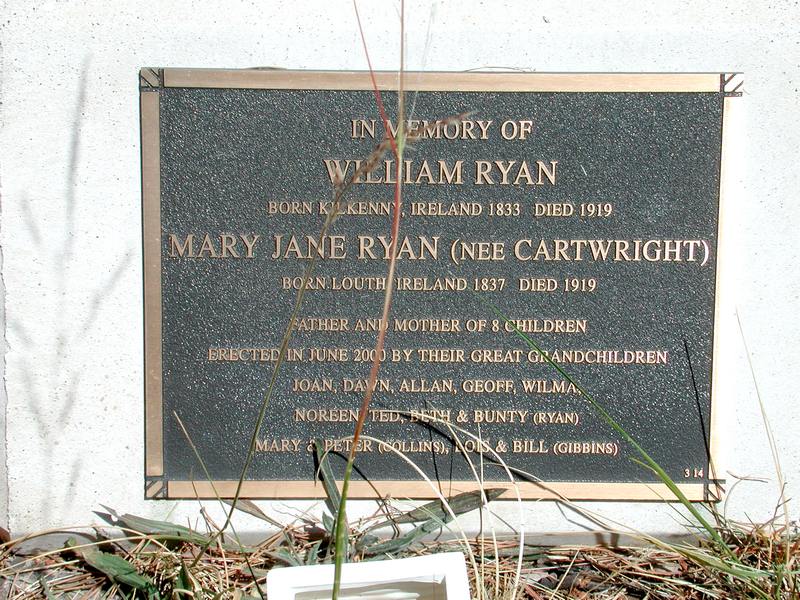 IN MEMORY OF
WILLIAM RYAN
BORN KILKENNY, IRELAND 1833 DIED 1919
MARY JANE RYAN (NEE CARTWRIGHT)
BORN LOUTH IRELAND 1837 DIED 1919
FATHER AND MOTHER OF 8 CHILDREN
ERECTED IN JUNE 2000 BY THEIR GREAT GRANDCHILDREN
JOAN, DAWN, ALLAN, GEOFF, WILMA,
NOREEN, TED, BETH & BUNTY (RYAN)
MARY & PETER (COLLINS), LOIS & BILL (GIBBINS)
3 14